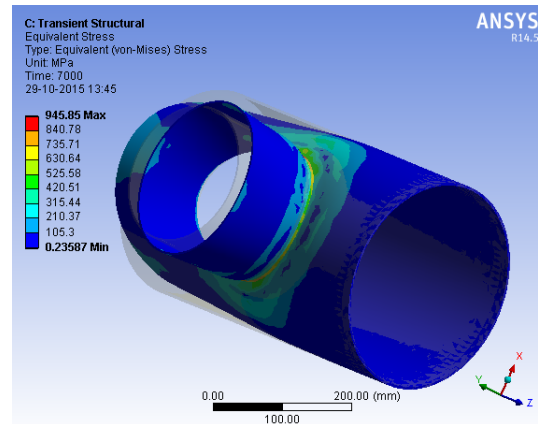 C: Transient Structural
Equivalent Stress
Type: Equivalent (von-Mises) Stress
Unit: MPa
Time: 7000
29-10-2015 13:45
ANSYS
R14.5
945.85 Max
840.78
735.71
630.64
525.58
420.51
315.44
210.37
105.3
0.23587 Min
X
Y
Z
0.00
200.00 (mm)
100.00